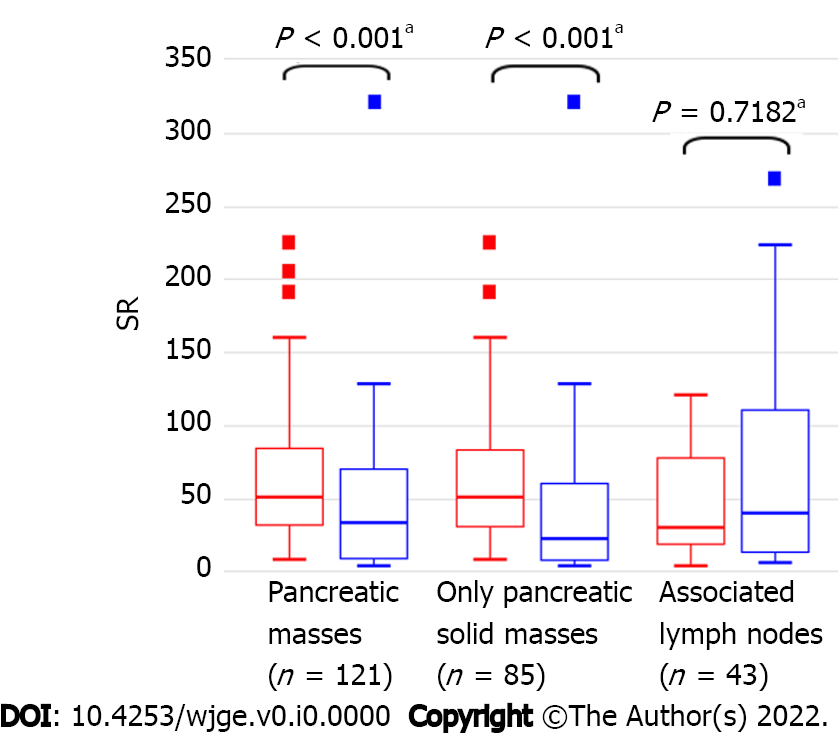 P < 0.001ᵃ P < 0.001ᵃ
P = 0.7182ᵃ
350
300
250
200
150
100
50
0
SR
Pancreatic masses (n = 121)
Only pancreatic solid masses (n = 85)
Associated lymph nodes (n = 43)
DOI: 10.4253/wjge.v0.i0.0000 Copyright ©The Author(s) 2022.